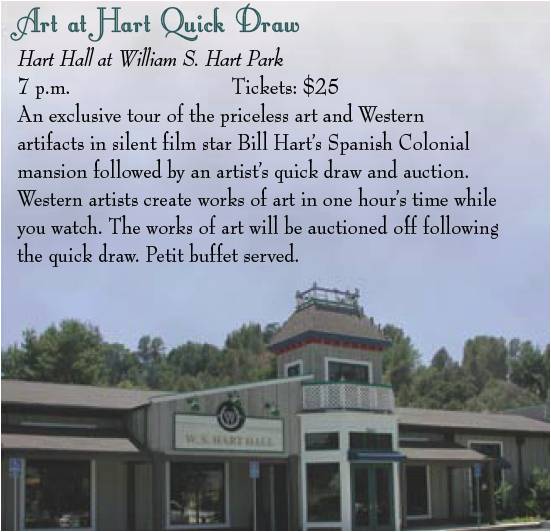 Art at Hart Quick Draw
Hart Hall at William S. Hart Park
7 p.m. Tickets: $25
An exclusive tour of the priceless art and Western
artifacts in silent film star Bill Hart's Spanish Colonial
mansion followed by an artist's quick draw and auction.
Western artists create works of art in one hour's time while
you watch. The works of art will be auctioned off following
the quick draw. Petit buffet served.
W
W. S. HART HALL